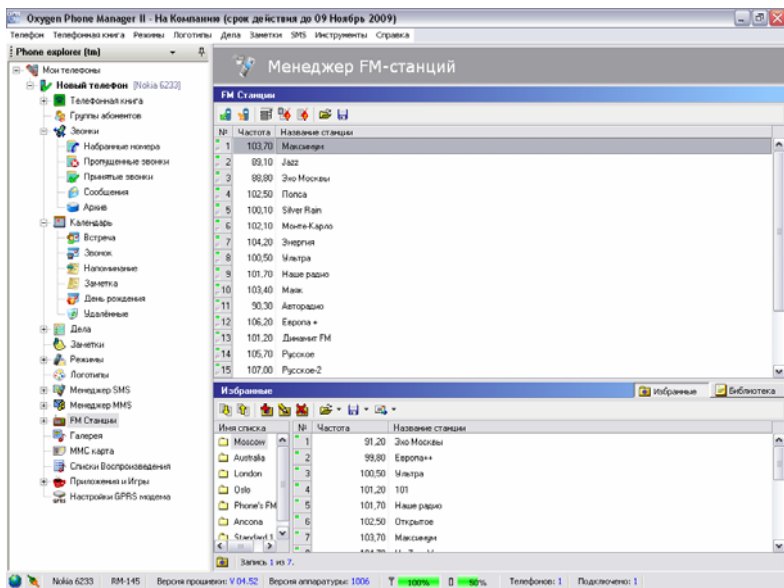 Oxygen Phone Manager II - На Компанию (срок действия до 09 Ноябрь 2009)
Телефон Телефонная книга Режимы Логотипы Дела Заметки SMS Инструменты Справка
Phone explorer (tm)
Мои телефоны
Новый телефон [Nokia 6233]
Телефонная книга
Группы абонентов
Звонки
Набранные номера
Пропущенные звонки
Принятые звонки
Сообщения
Архив
Календарь
Встреча
Звонок
Напоминание
Заметка
День рождения
Удалённые
Дела
Заметки
Режимы
Логотипы
Менеджер SMS
Менеджер MMS
FM Станции
Галерея
MMC карта
Списки Воспроизведения
Приложения и Игры
Настройки GPRS модема
Менеджер FM-станций
FM Станции
№ Частота Название станции
1 103,70 Максимум
2 89,10 Jazz
3 88,80 Эхо Москвы
4 102,50 Попса
5 100,10 Silver Rain
6 102,10 Монте-Карло
7 104,20 Энергия
8 100,50 Ультра
9 101,70 Наше радио
10 103,40 Маяк
11 90,30 Авторадио
12 106,20 Европа +
13 101,20 Динамит FM
14 105,70 Русское
15 107,00 Русское-2
Избранные Избранные Библиотека
Имя списка № Частота Название станции
Moscow 1 91,20 Эхо Москвы
Australia 2 99,80 Европа++
London 3 100,50 Ультра
Oslo 4 101,20 101
Phone's FM 5 101,70 Наше радио
Ancona 6 102,50 Открытое
Standard 1 7 103,70 Максимум
Запись 1 из 7.
Nokia 6233 RM-145 Версия прошивки: V 04.52 Версия аппаратуры: 1006 100% 50% Телефонов: 1 Подключено: 1